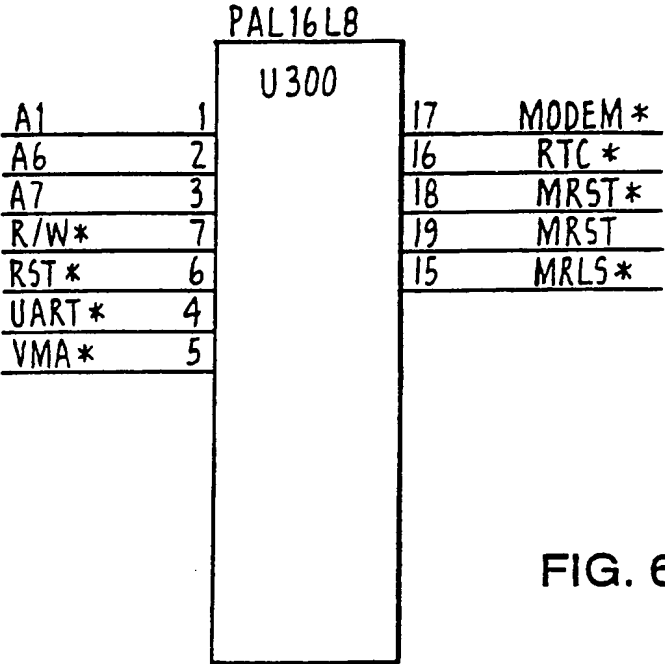 PAL16L8
U300
A1 1 17 MODEM*
A6 2 16 RTC*
A7 3 18 MRST*
R/W* 7 19 MRST
RST* 6 15 MRLS*
UART* 4
VMA* 5
FIG. 6